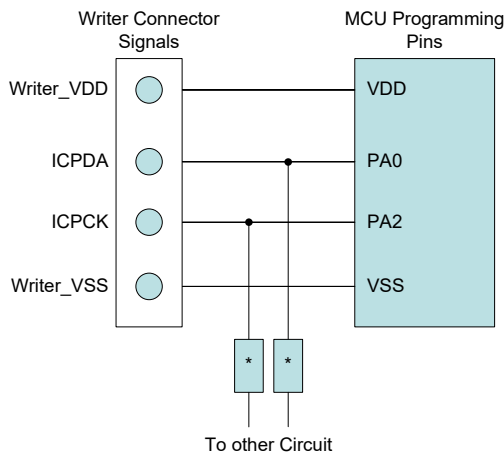 Writer Connector
Signals
MCU Programming
Pins
Writer_VDD
VDD
ICPDA
PA0
ICPCK
PA2
Writer_VSS
VSS
* *
To other Circuit